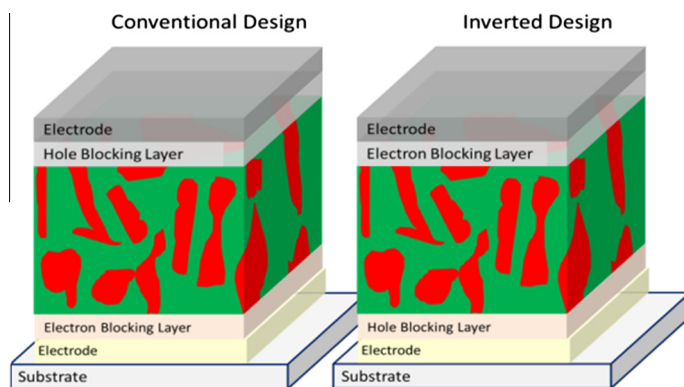 Conventional Design
Inverted Design
Electrode
Hole Blocking Layer
Electron Blocking Layer
Electrode
Substrate
Electrode
Electron Blocking Layer
Hole Blocking Layer
Electrode
Substrate